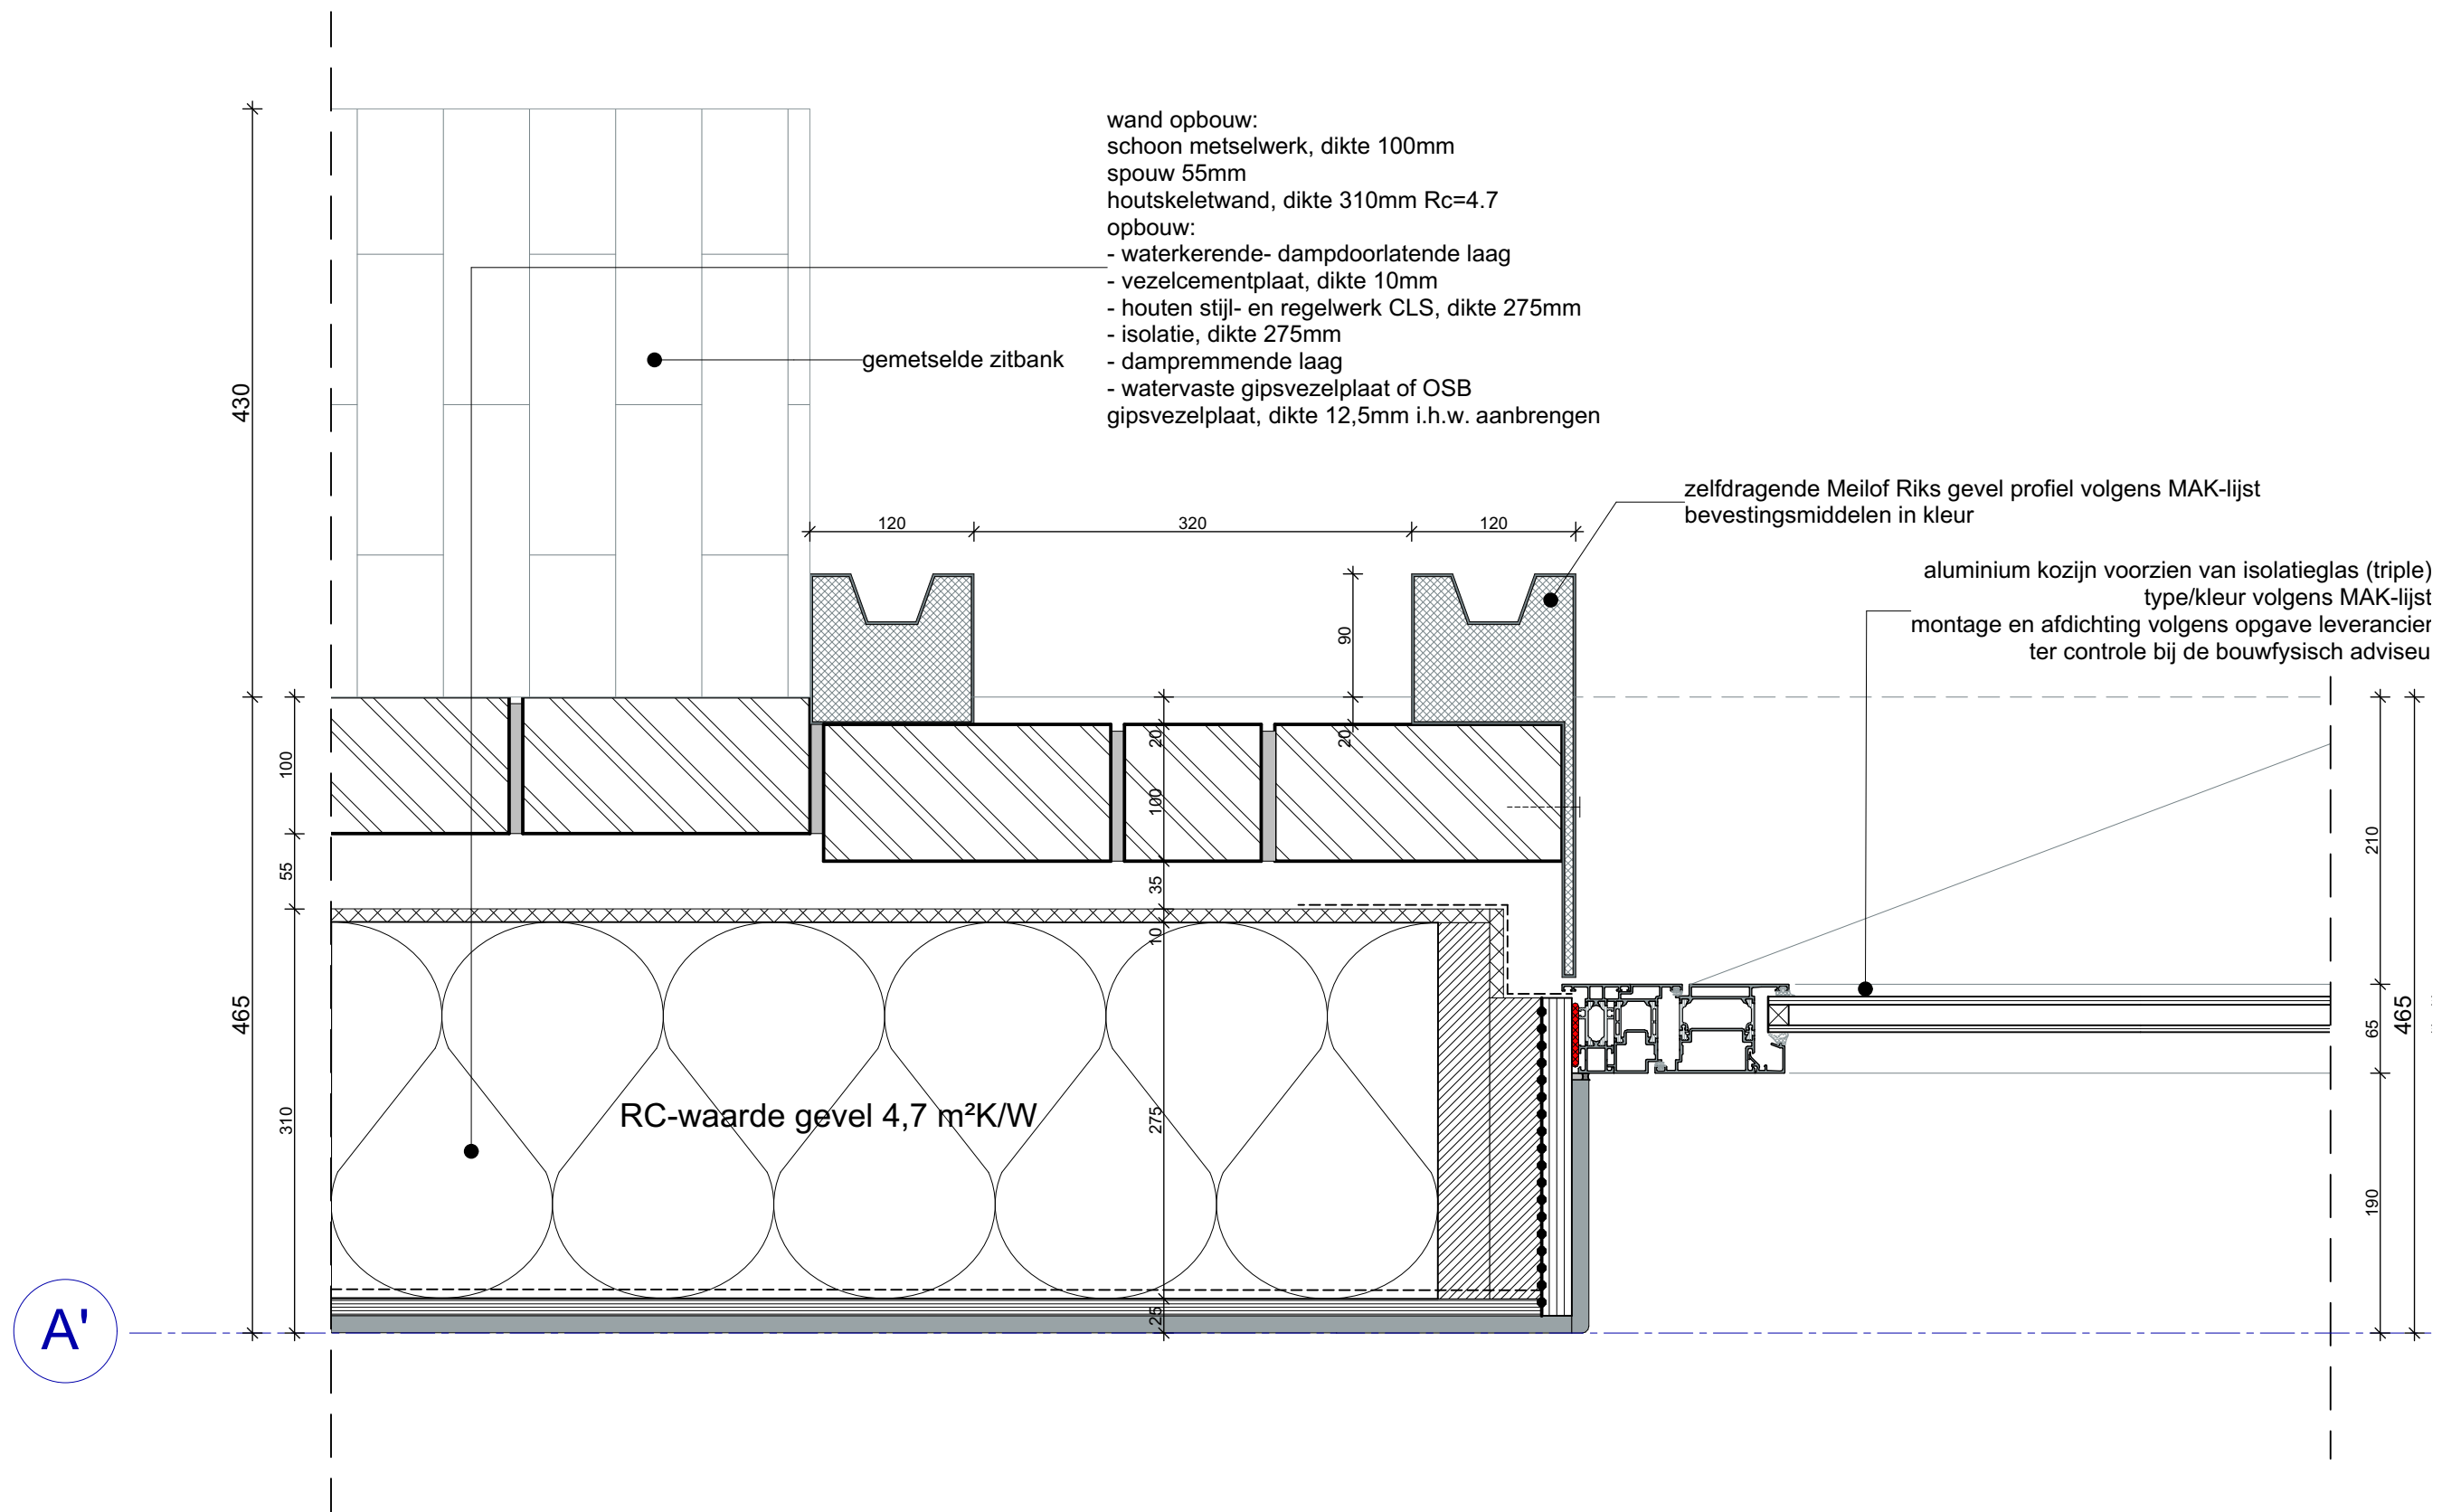 wand opbouw:
schoon metselwerk, dikte 100mm
spouw 55mm
houtskeletwand, dikte 310mm Rc=4.7
opbouw:
- waterkerende- dampdoorlatende laag
- vezelcementplaat, dikte 10mm
- houten stijl- en regelwerk CLS, dikte 275mm
- isolatie, dikte 275mm
- dampremmende laag
- watervaste gipsvezelplaat of OSB
gipsvezelplaat, dikte 12,5mm i.h.w. aanbrengen
gemetselde zitbank
430
zelfdragende Meilof Riks gevel profiel volgens MAK-lijst
bevestingsmiddelen in kleur
120
320
120
aluminium kozijn voorzien van isolatieglas (triple)
type/kleur volgens MAK-lijst
montage en afdichting volgens opgave leverancier
ter controle bij de bouwfysisch adviseu
90
20
20
100
100
210
55
35
10
465
65
465
310
RC-waarde gevel 4,7 m²K/W
275
190
25
A'